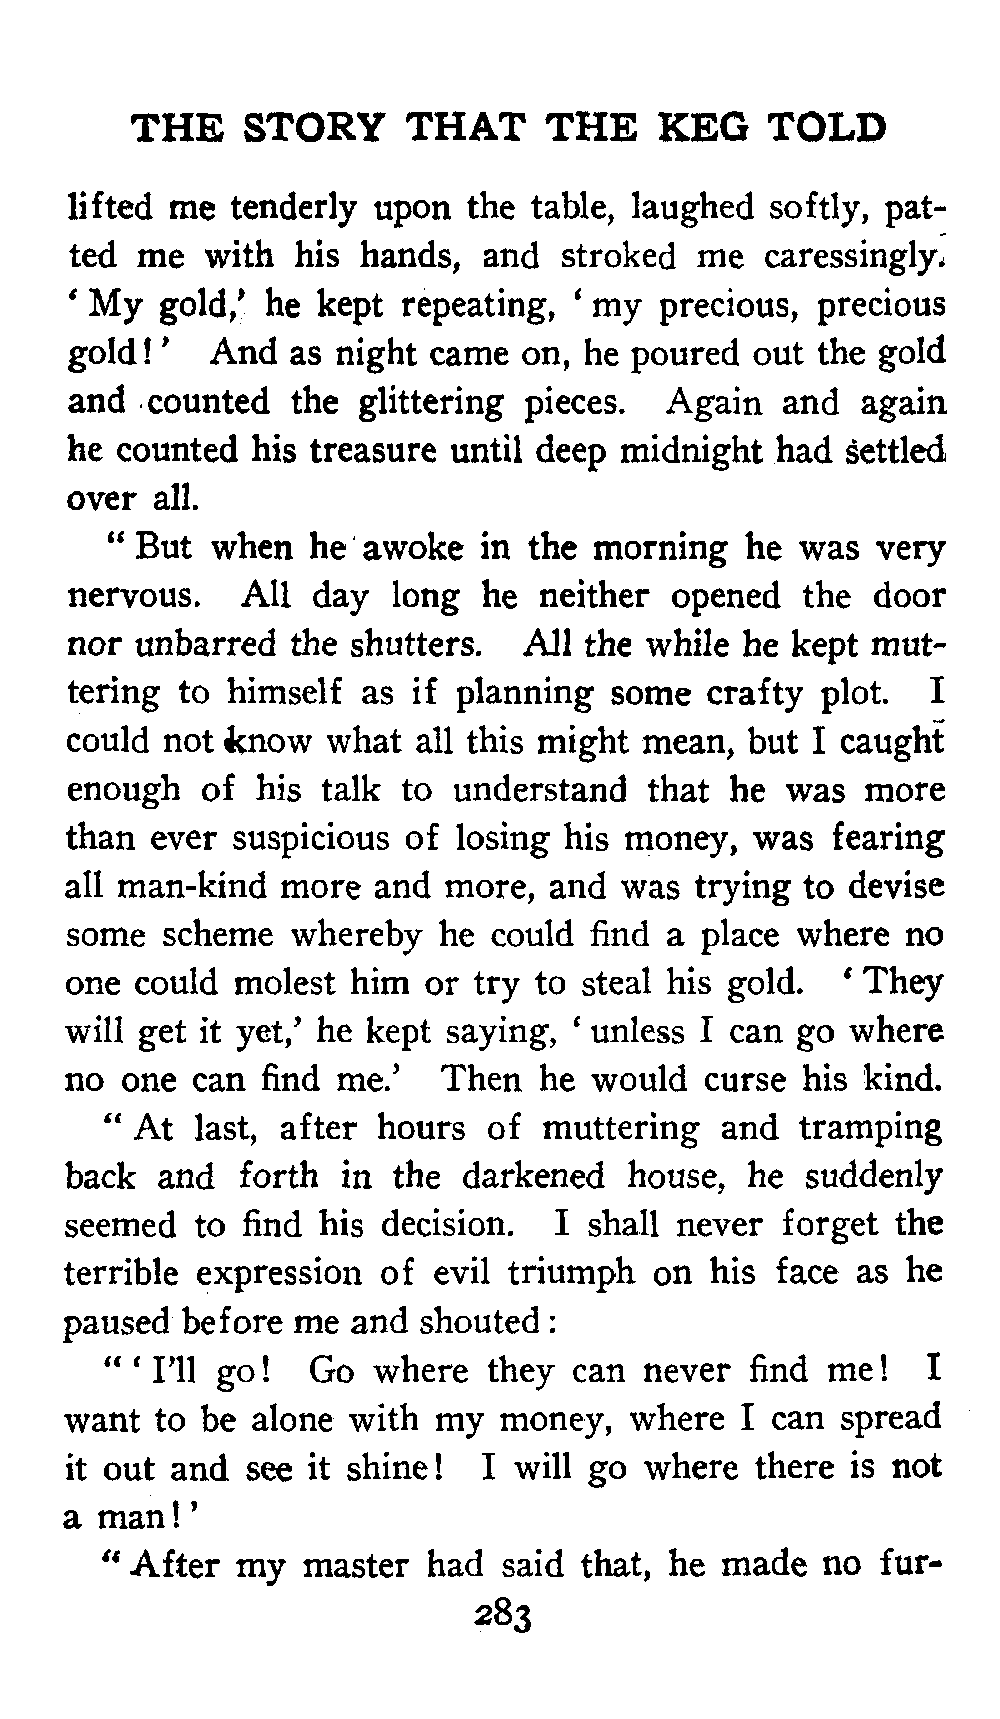 THE STORY THAT THE KEG TOLD
lifted me tenderly upon the table, laughed softly, pat-
ted me with his hands, and stroked me caressingly.
‘ My gold,’ he kept repeating, ‘ my precious, precious
gold! ’ And as night came on, he poured out the gold
and counted the glittering pieces. Again and again
he counted his treasure until deep midnight had settled
over all.
“ But when he awoke in the morning he was very
nervous. All day long he neither opened the door
nor unbarred the shutters. All the while he kept mut-
tering to himself as if planning some crafty plot. I
could not know what all this might mean, but I caught
enough of his talk to understand that he was more
than ever suspicious of losing his money, was fearing
all man-kind more and more, and was trying to devise
some scheme whereby he could find a place where no
one could molest him or try to steal his gold. ‘ They
will get it yet,’ he kept saying, ‘ unless I can go where
no one can find me.’ Then he would curse his kind.
“ At last, after hours of muttering and tramping
back and forth in the darkened house, he suddenly
seemed to find his decision. I shall never forget the
terrible expression of evil triumph on his face as he
paused before me and shouted :
“ ‘ I’ll go! Go where they can never find me! I
want to be alone with my money, where I can spread
it out and see it shine! I will go where there is not
a man! ’
“ After my master had said that, he made no fur-
283